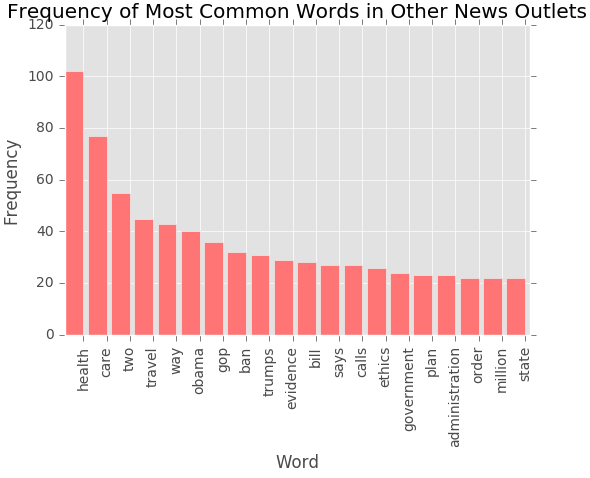 Frequency of Most Common Words in Other News Outlets
120
100
80
60
40
20
0
Frequency
health
care
two
travel
way
obama
gop
ban
trumps
evidence
bill
says
calls
ethics
government
plan
administration
order
million
state
Word